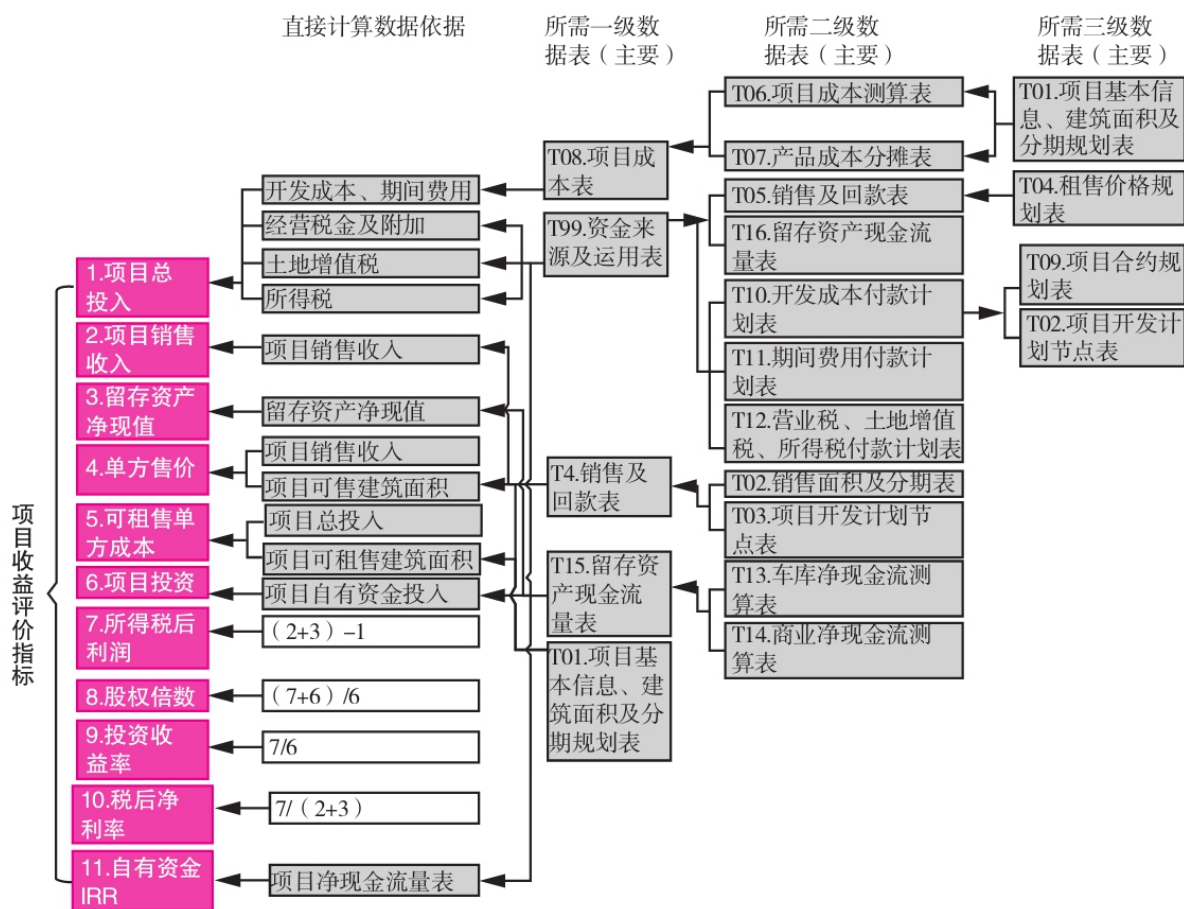 直接计算数据依据
所需一级数
据表（主要）
所需二级数
据表（主要）
所需三级数
据表（主要）
项目收益评价指标
1.项目总
投入
2.项目销售
收入
3.留存资产
净现值
4.单方售价
5.可租售单
方成本
6.项目投资
7.所得税后
利润
8.股权倍数
9.投资收
益率
10.税后净
利率
11.自有资金
IRR
开发成本、期间费用
经营税金及附加
土地增值税
所得税
项目销售收入
留存资产净现值
项目销售收入
项目可售建筑面积
项目总投入
项目可租售建筑面积
项目自有资金投入
（2+3）-1
（7+6）/6
7/6
7/（2+3）
项目净现金流量表
T08.项目成
本表
T99.资金来
源及运用表
T4.销售及
回款表
T15.留存资
产现金流
量表
T01.项目基
本信息、建
筑面积及分
期规划表
T06.项目成本测算表
T07.产品成本分摊表
T05.销售及回款表
T16.留存资产现金流
量表
T10.开发成本付款计
划表
T11.期间费用付款计
划表
T12.营业税、土地增值
税、所得税付款计划表
T02.销售面积及分期表
T03.项目开发计划节
点表
T13.车库净现金流测
算表
T14.商业净现金流测
算表
T01.项目基本信
息、建筑面积及
分期规划表
T04.租售价格规
划表
T09.项目合约规
划表
T02.项目开发计
划节点表